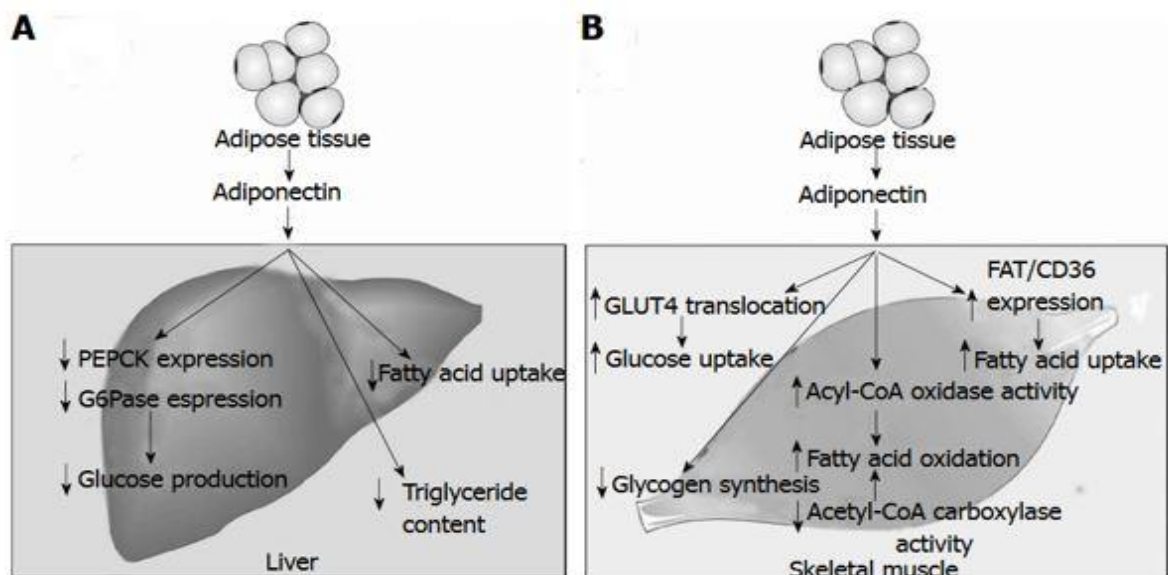 A
Adipose tissue
Adiponectin
PEPCK expression
G6Pase espression
Glucose production
Fatty acid uptake
Triglyceride
content
Liver
B
Adipose tissue
Adiponectin
GLUT4 translocation
Glucose uptake
FAT/CD36
expression
Fatty acid uptake
Acyl-CoA oxidase activity
Fatty acid oxidation
Glycogen synthesis
Acetyl-CoA carboxylase
activity
Skeletal muscle